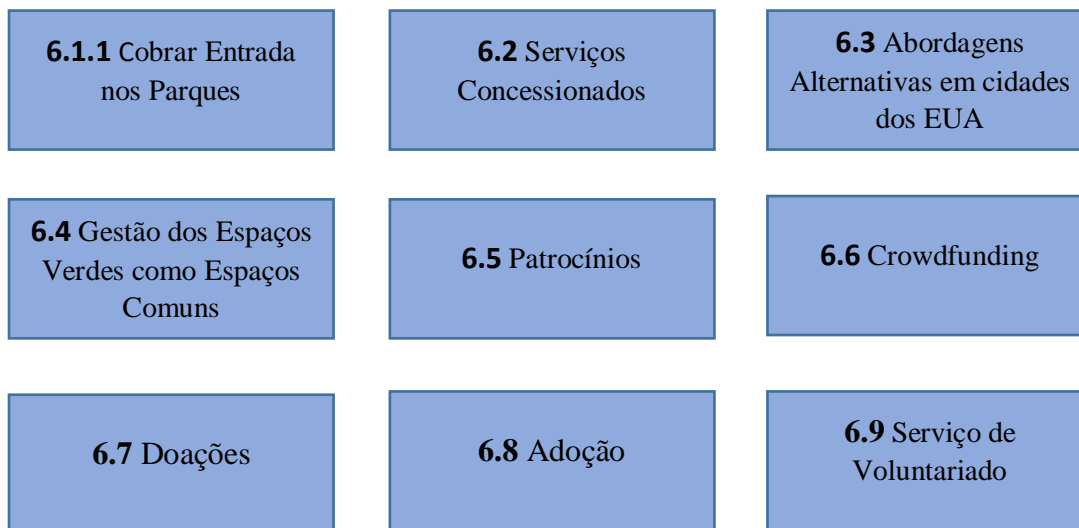 6.1.1 Cobrar Entrada
nos Parques
6.2 Serviços
Concessionados
6.3 Abordagens
Alternativas em cidades
dos EUA
6.4 Gestão dos Espaços
Verdes como Espaços
Comuns
6.5 Patrocínios
6.6 Crowdfunding
6.7 Doações
6.8 Adoção
6.9 Serviço de
Voluntariado